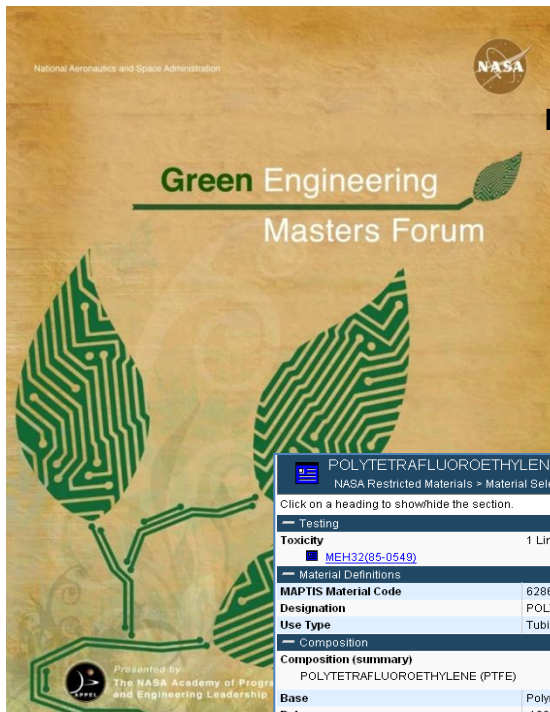 National Aeronautics and Space Administration
NASA
Green Engineering
Masters Forum
POLYTETRAFLUOROETHYLEN
NASA Restricted Materials > Material Sele
Click on a heading to show/hide the section.
Testing
Toxicity 1 Lin
MEH32(85-0549)
Material Definitions
MAPTIS Material Code 6286
Designation POL
Use Type Tubi
Composition
Composition (summary)
POLYTETRAFLUOROETHYLENE (PTFE)
Base Polyr
Presented by
APPEL
The NASA Academy of Progra
and Engineering Leadership